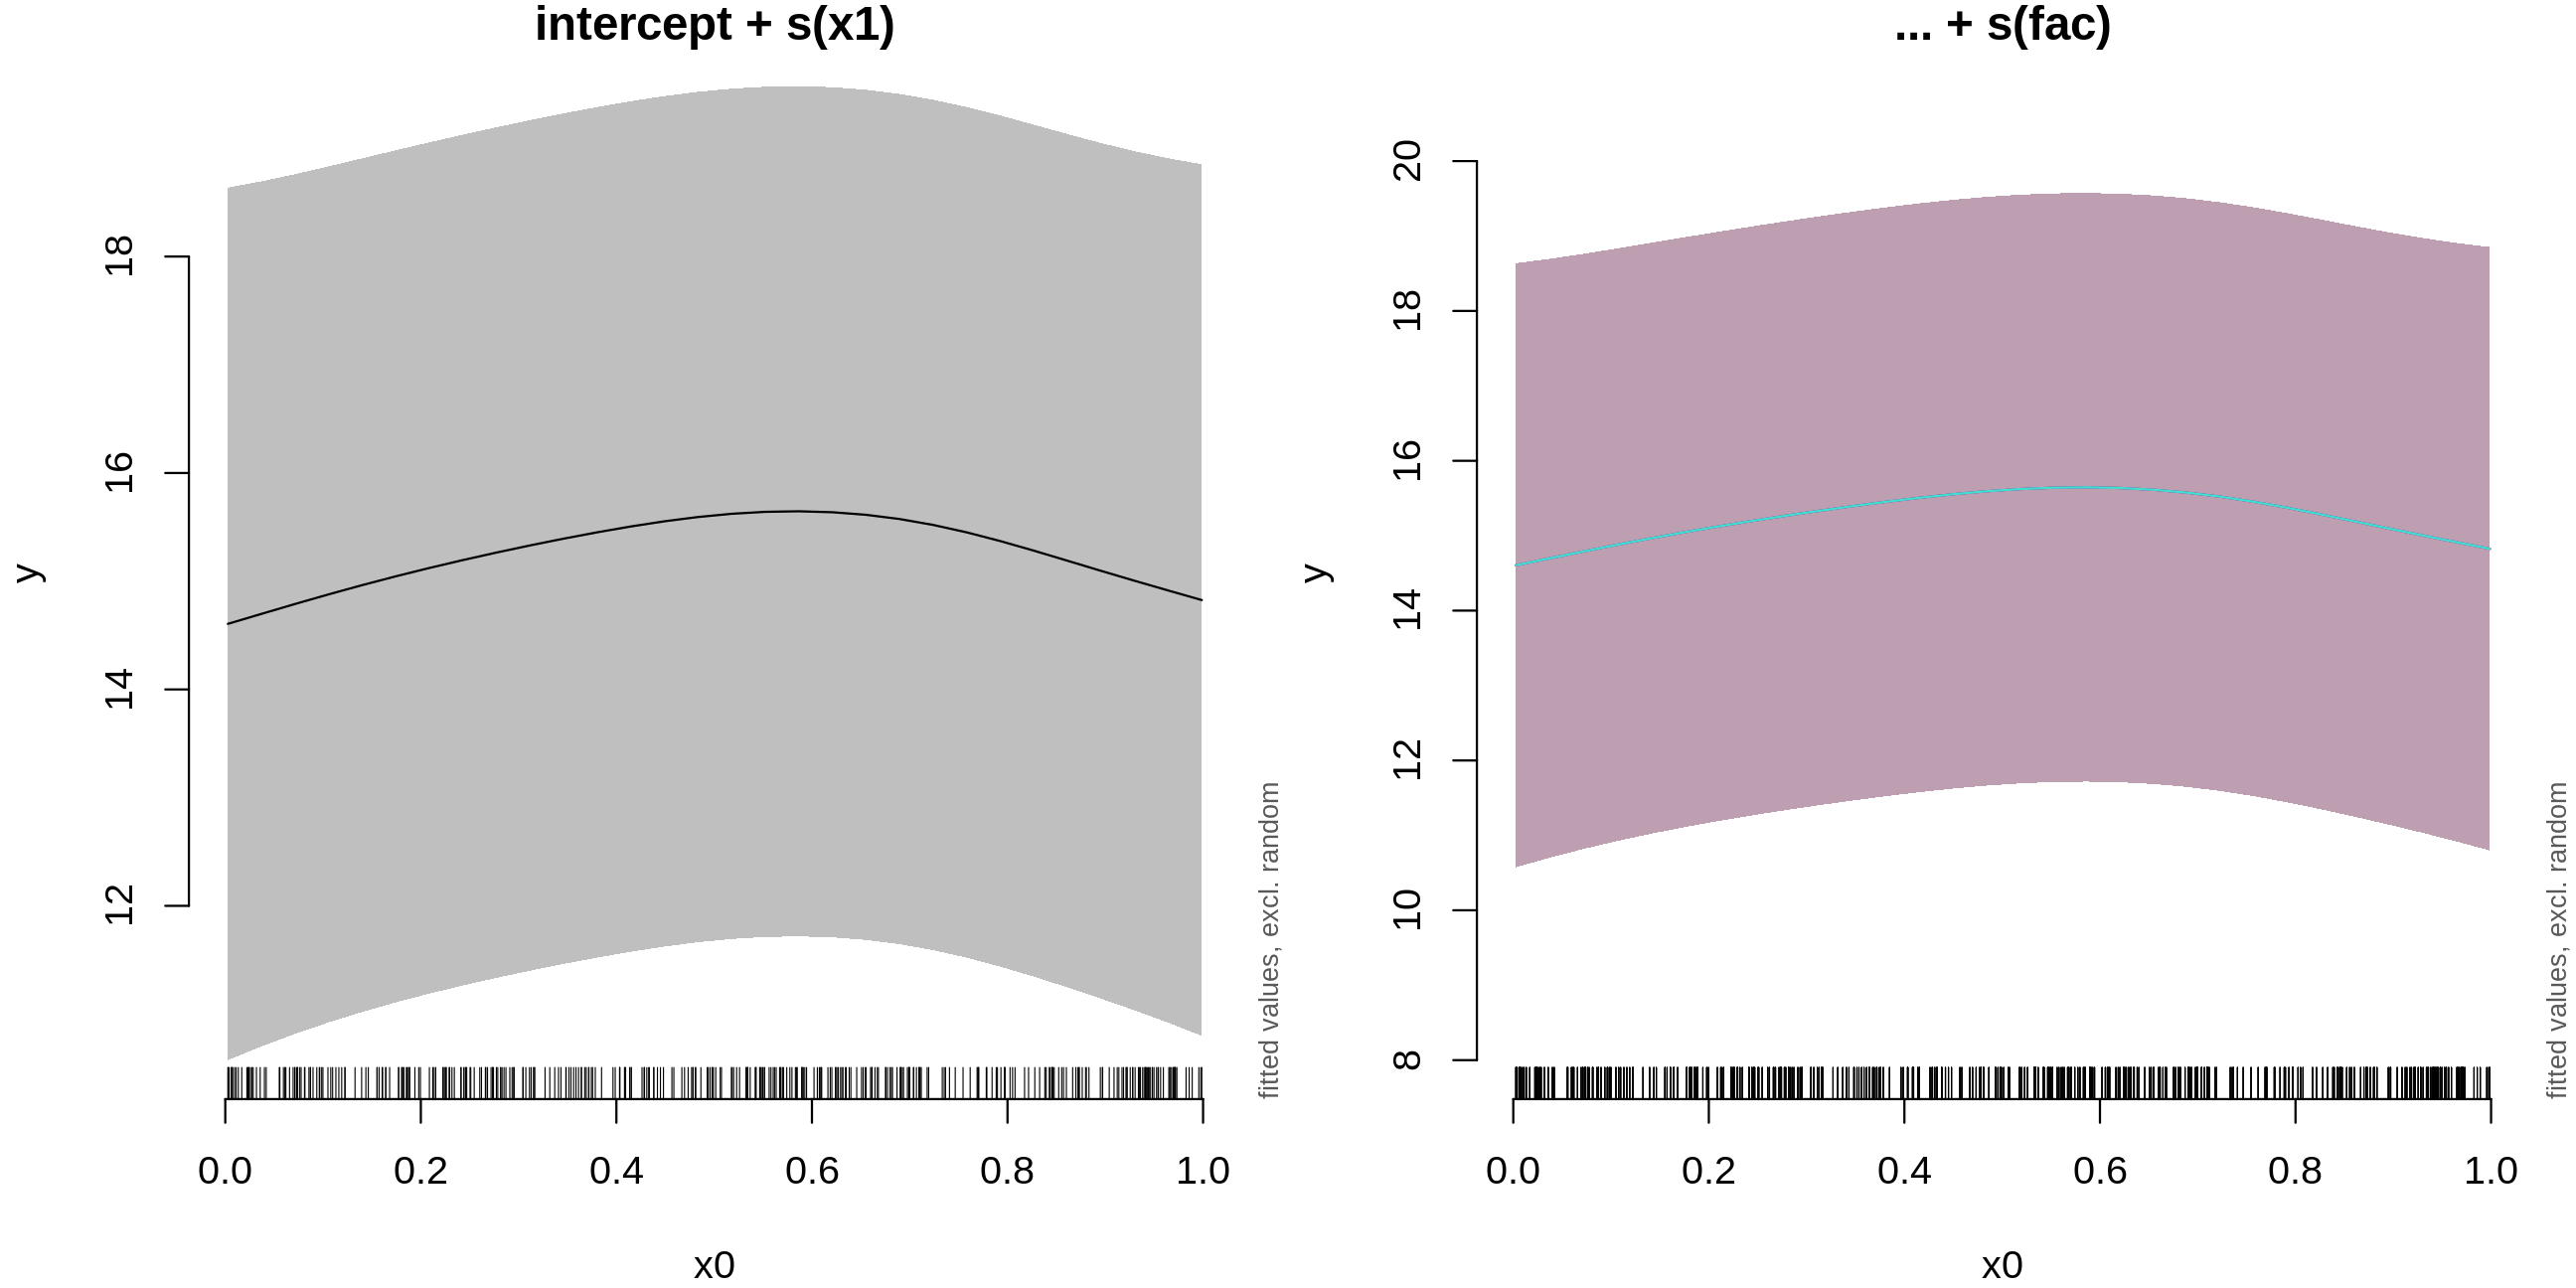 intercept + s(x1)
y
18
16
14
12
0.0 0.2 0.4 0.6 0.8 1.0
x0
fitted values, excl. random
... + s(fac)
y
20
18
16
14
12
10
8
0.0 0.2 0.4 0.6 0.8 1.0
x0
fitted values, excl. random